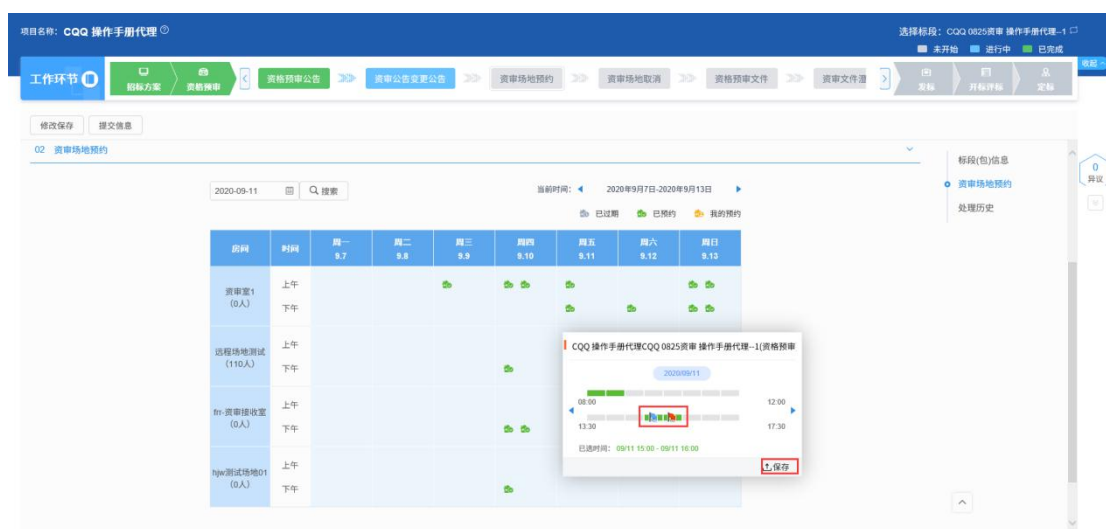 项目名称：CQQ 操作手册代理
选择标段：CQQ 0825资审 操作手册代理--1
未开始 进行中 已完成
工作环节
招标方案
资格预审
资格预审公告
资审公告变更公告
资审场地预约
资审场地取消
资格预审文件
资审文件澄
发标
开标评标
定标
收起
修改保存 提交信息
02 资审场地预约
标段(包)信息
资审场地预约
处理历史
0
异议
2020-09-11 搜索
当前时间： 2020年9月7日-2020年9月13日
已过期 已预约 我的预约
房间 时间 周一 周二 周三 周四 周五 周六 周日
9.7 9.8 9.9 9.10 9.11 9.12 9.13
资审室1
(0人)
上午
下午
远程场地测试
(110人)
上午
下午
frr-资审接收室
(0人)
上午
下午
hjw测试场地01
(0人)
上午
下午
CQQ 操作手册代理CQQ 0825资审 操作手册代理--1(资格预审
2020/09/11
08:00 12:00
13:30 17:30
已选时间： 09/11 15:00 - 09/11 16:00
保存